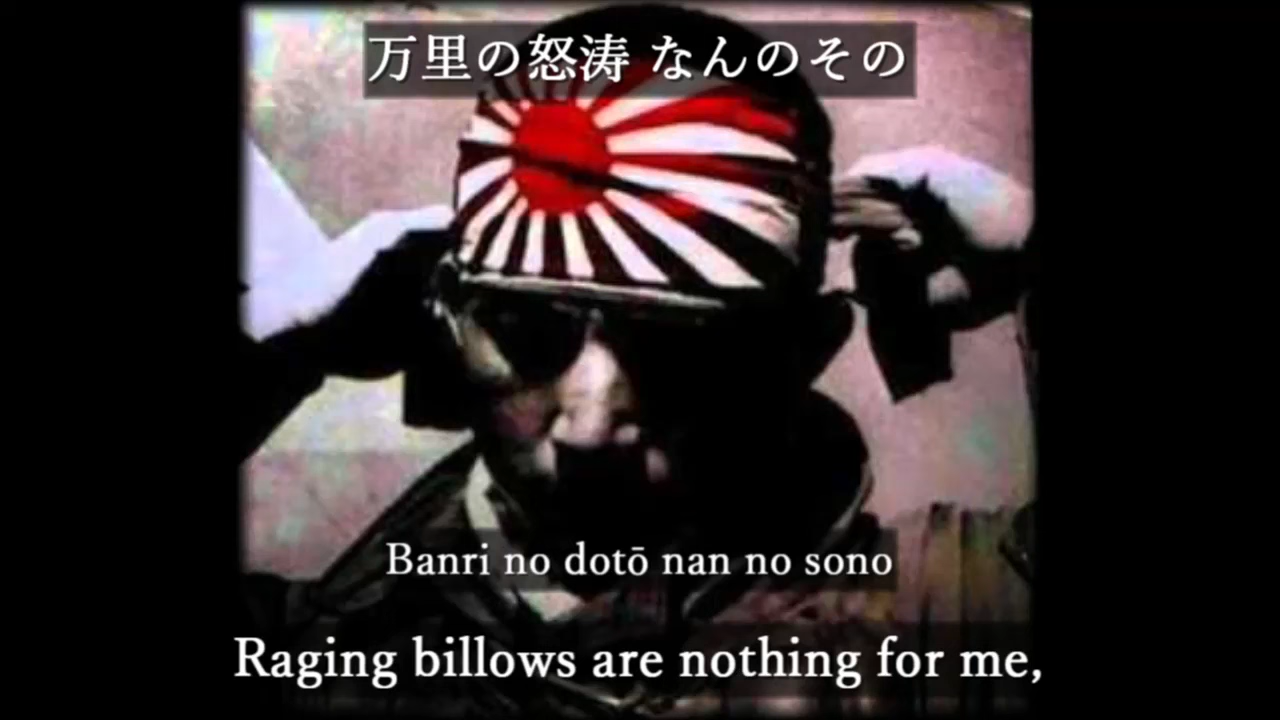 万里の怒涛 なんのその
Banri no dotō nan no sono
Raging billows are nothing for me,